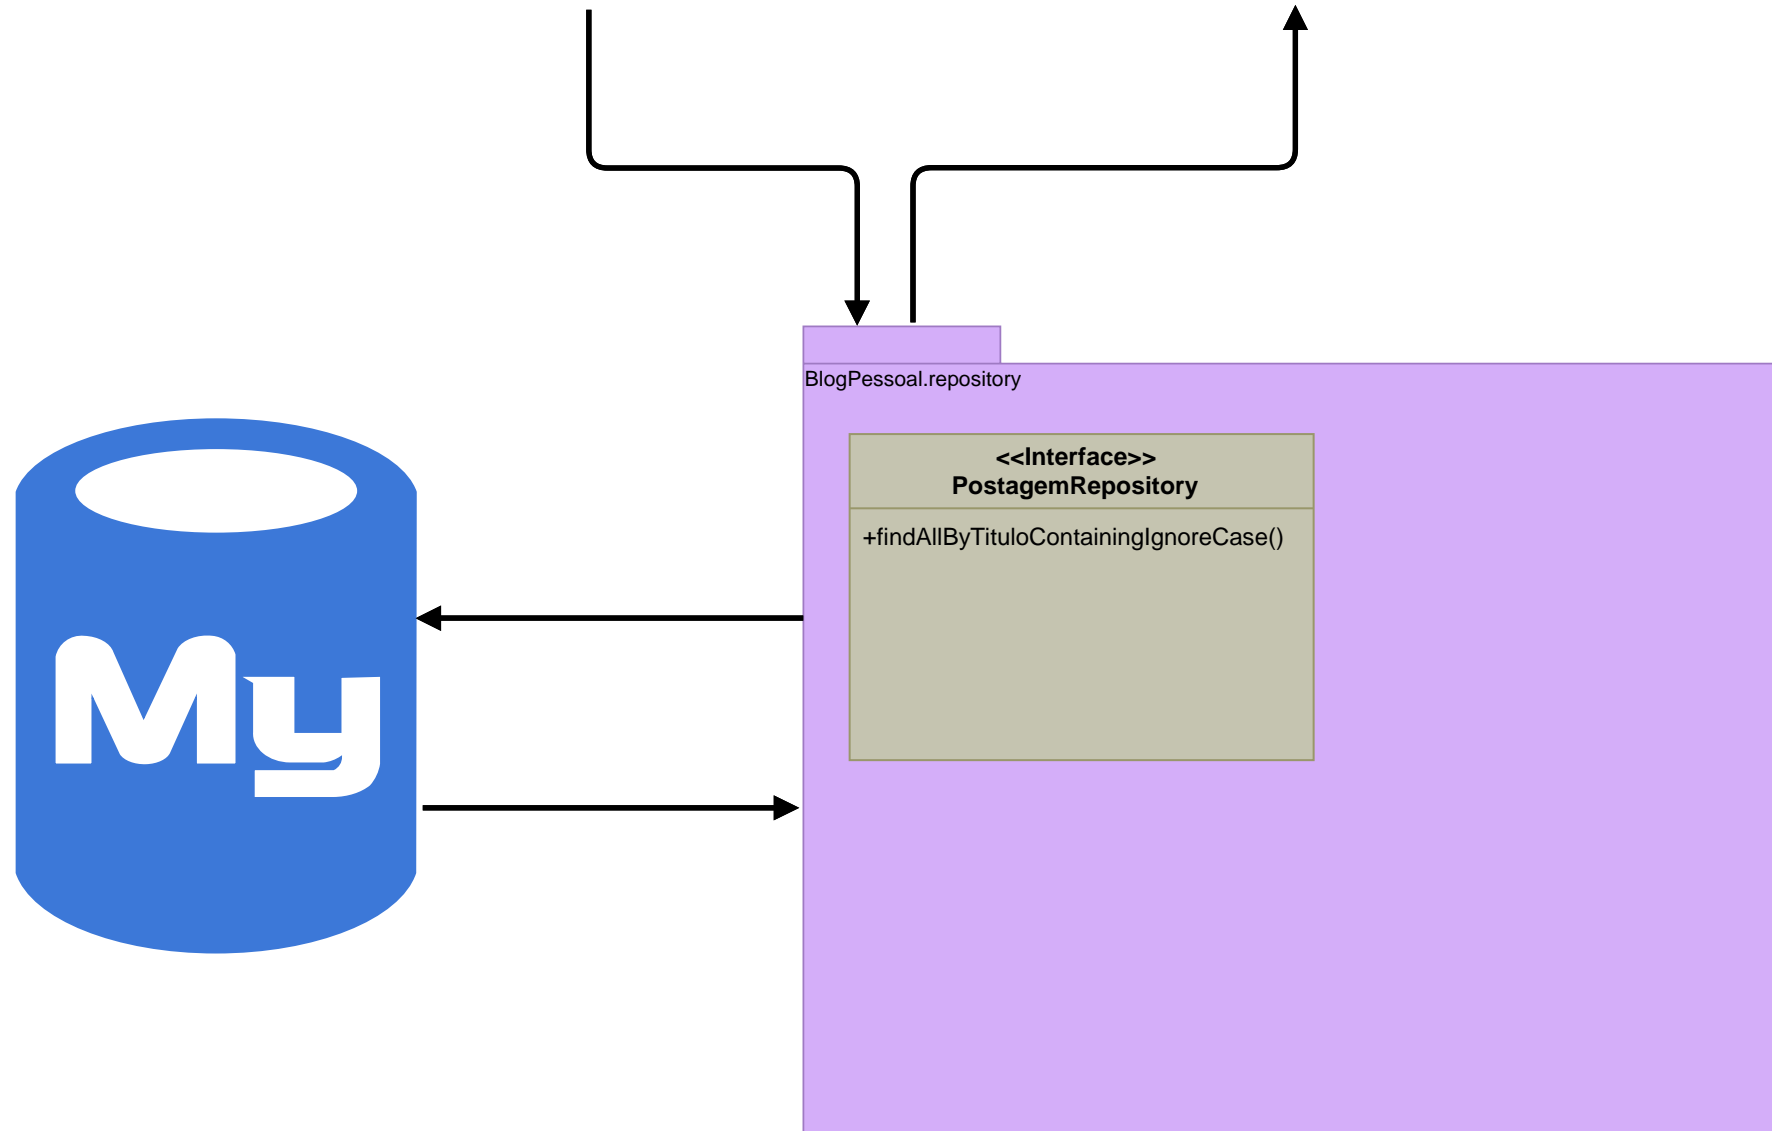 BlogPessoal.repository
<<Interface>>
PostagemRepository
+findAllByTituloContainingIgnoreCase()
My